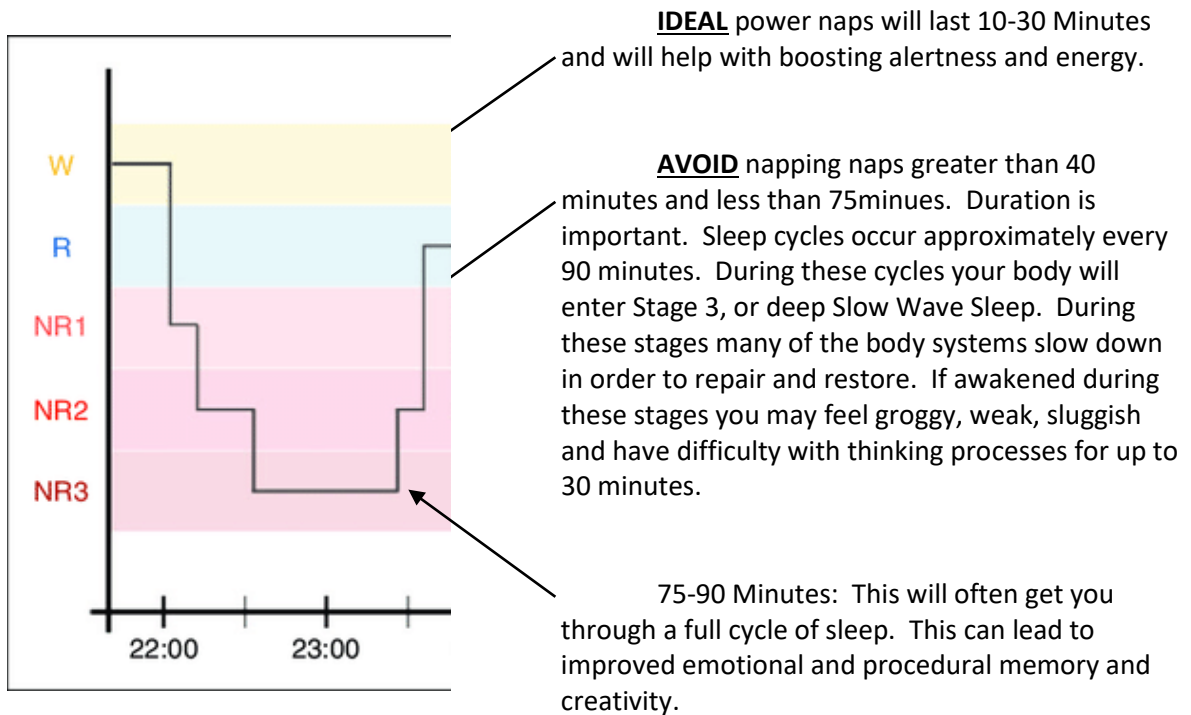 IDEAL power naps will last 10-30 Minutes
and will help with boosting alertness and energy.
AVOID napping naps greater than 40
minutes and less than 75minues.  Duration is
important.  Sleep cycles occur approximately every
90 minutes.  During these cycles your body will
enter Stage 3, or deep Slow Wave Sleep.  During
these stages many of the body systems slow down
in order to repair and restore.  If awakened during
these stages you may feel groggy, weak, sluggish
and have difficulty with thinking processes for up to
30 minutes.
75-90 Minutes:  This will often get you
through a full cycle of sleep.  This can lead to
improved emotional and procedural memory and
creativity.
W
R
NR1
NR2
NR3
22:00 23:00